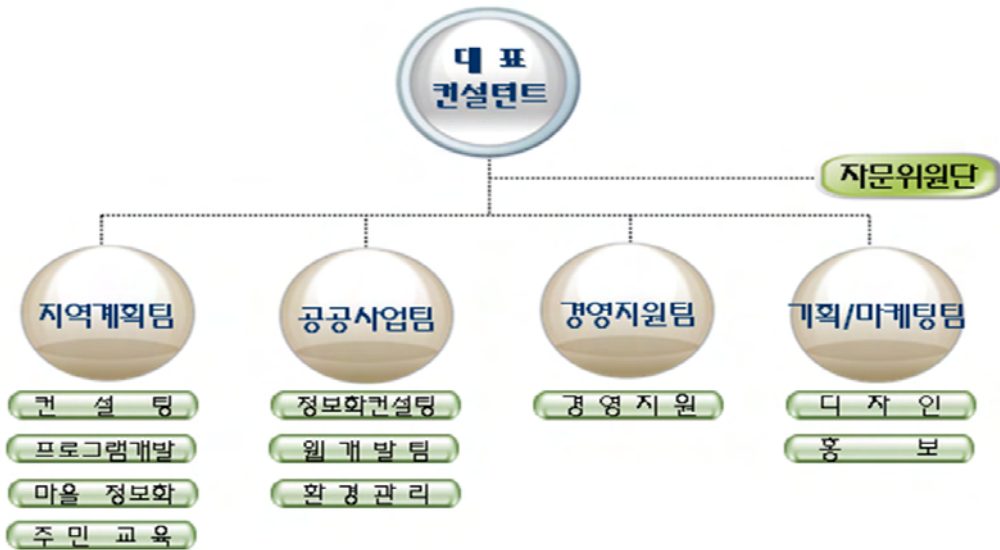 대 표
컨설턴트
자문위원단
지역계획팀
공공사업팀
경영지원팀
기획/마케팅팀
컨 설 팅
정보화컨설팅
경영지원
디 자 인
프로그램개발
웹 개 발 팀
홍 보
마을 정보화
환경관리
주 민 교 육